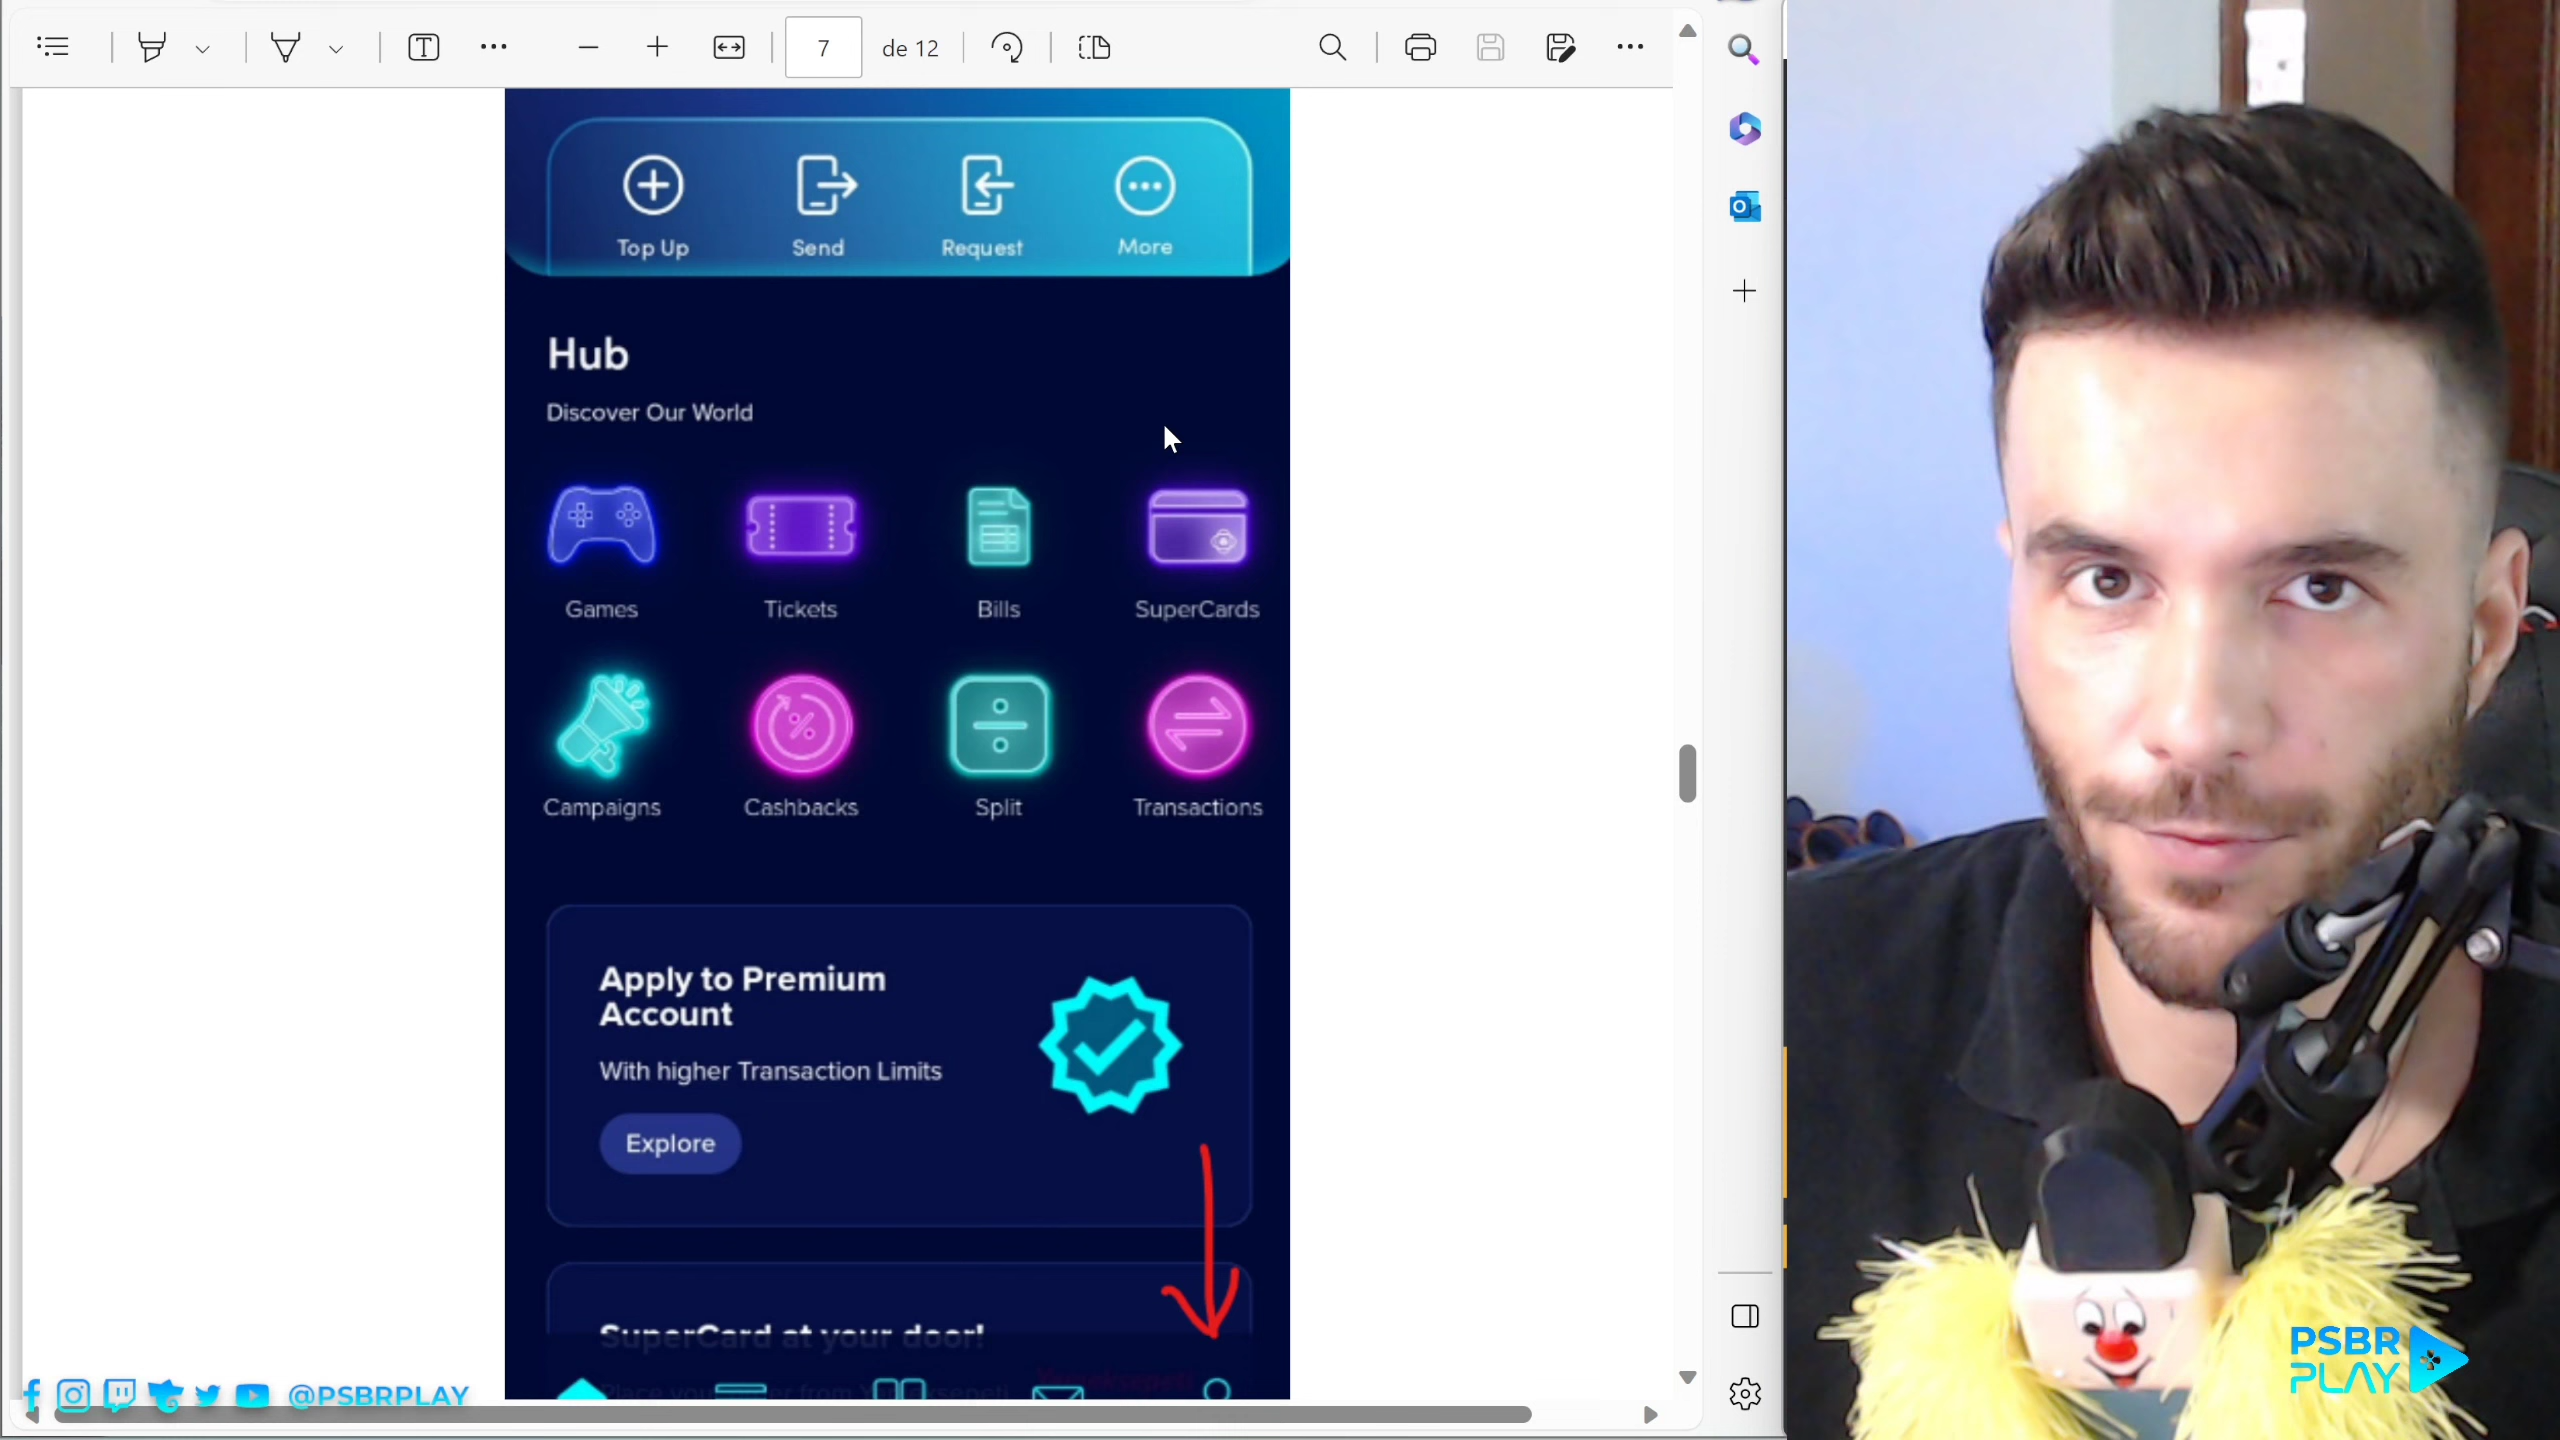 7 de 12
Top Up Send Request More
Hub
Discover Our World
Games Tickets Bills SuperCards
Campaigns Cashbacks Split Transactions
Apply to Premium
Account
With higher Transaction Limits
Explore
SuperCard at your door!
@PSBRPLAY
PSBR
PLAY